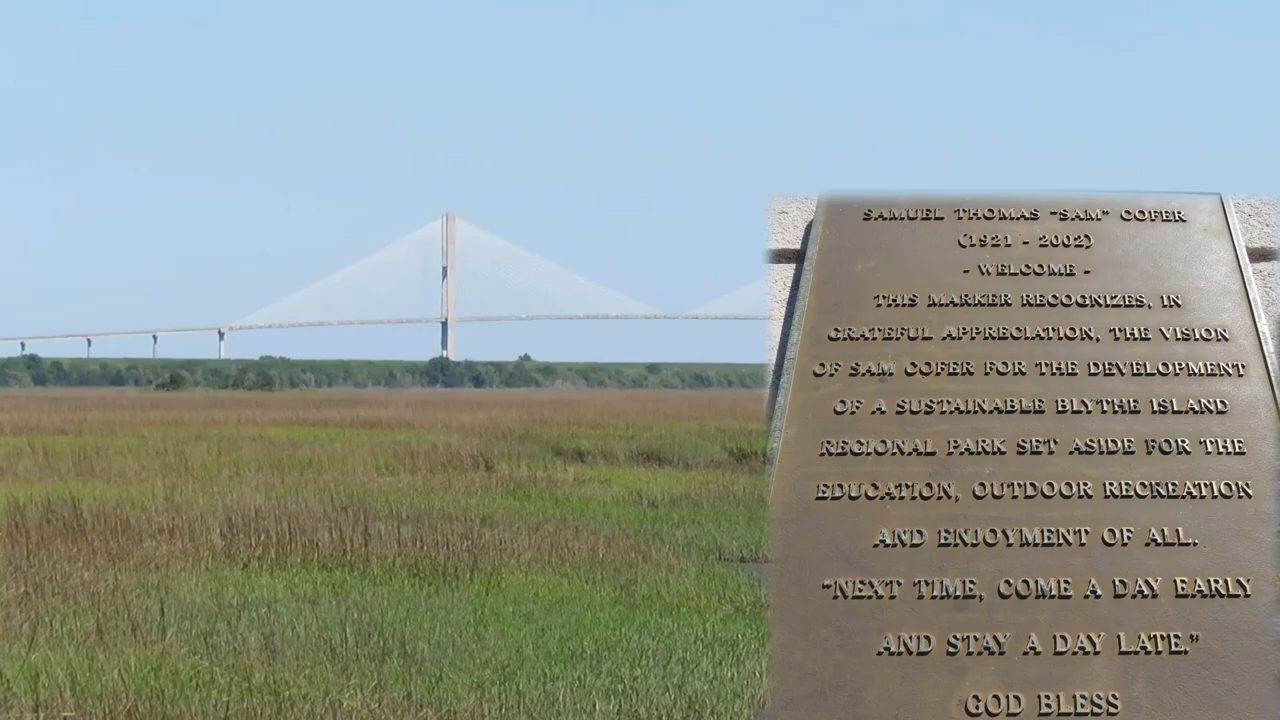 SAMUEL THOMAS "SAM" COFER
(1921 - 2002)
- WELCOME -
THIS MARKER RECOGNIZES, IN
GRATEFUL APPRECIATION, THE VISION
OF SAM COFER FOR THE DEVELOPMENT
OF A SUSTAINABLE BLYTHE ISLAND
REGIONAL PARK SET ASIDE FOR THE
EDUCATION, OUTDOOR RECREATION
AND ENJOYMENT OF ALL.
"NEXT TIME, COME A DAY EARLY
AND STAY A DAY LATE."
GOD BLESS